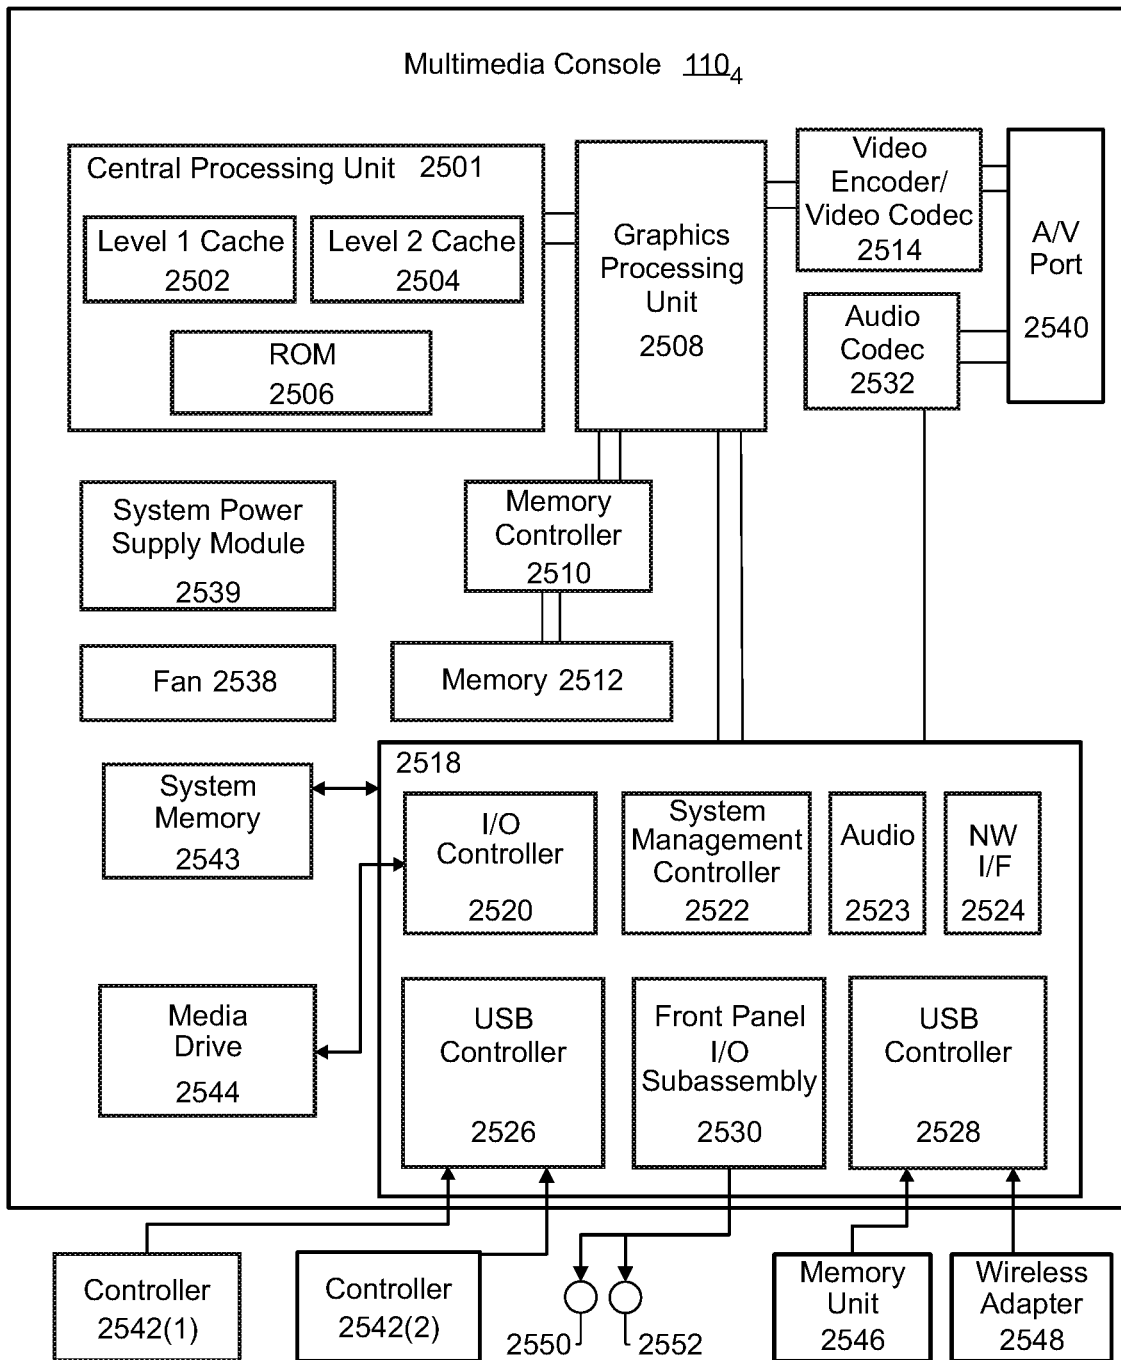 Multimedia Console 110₄
Central Processing Unit 2501
Level 1 Cache
2502
Level 2 Cache
2504
ROM
2506
Graphics
Processing
Unit
2508
Video
Encoder/
Video Codec
2514
A/V
Port
2540
Audio
Codec
2532
System Power
Supply Module
2539
Memory
Controller
2510
Fan 2538
Memory 2512
2518
System
Memory
2543
I/O
Controller
2520
System
Management
Controller
2522
Audio
2523
NW
I/F
2524
Media
Drive
2544
USB
Controller
2526
Front Panel
I/O
Subassembly
2530
USB
Controller
2528
Controller
2542(1)
Controller
2542(2)
2550
2552
Memory
Unit
2546
Wireless
Adapter
2548